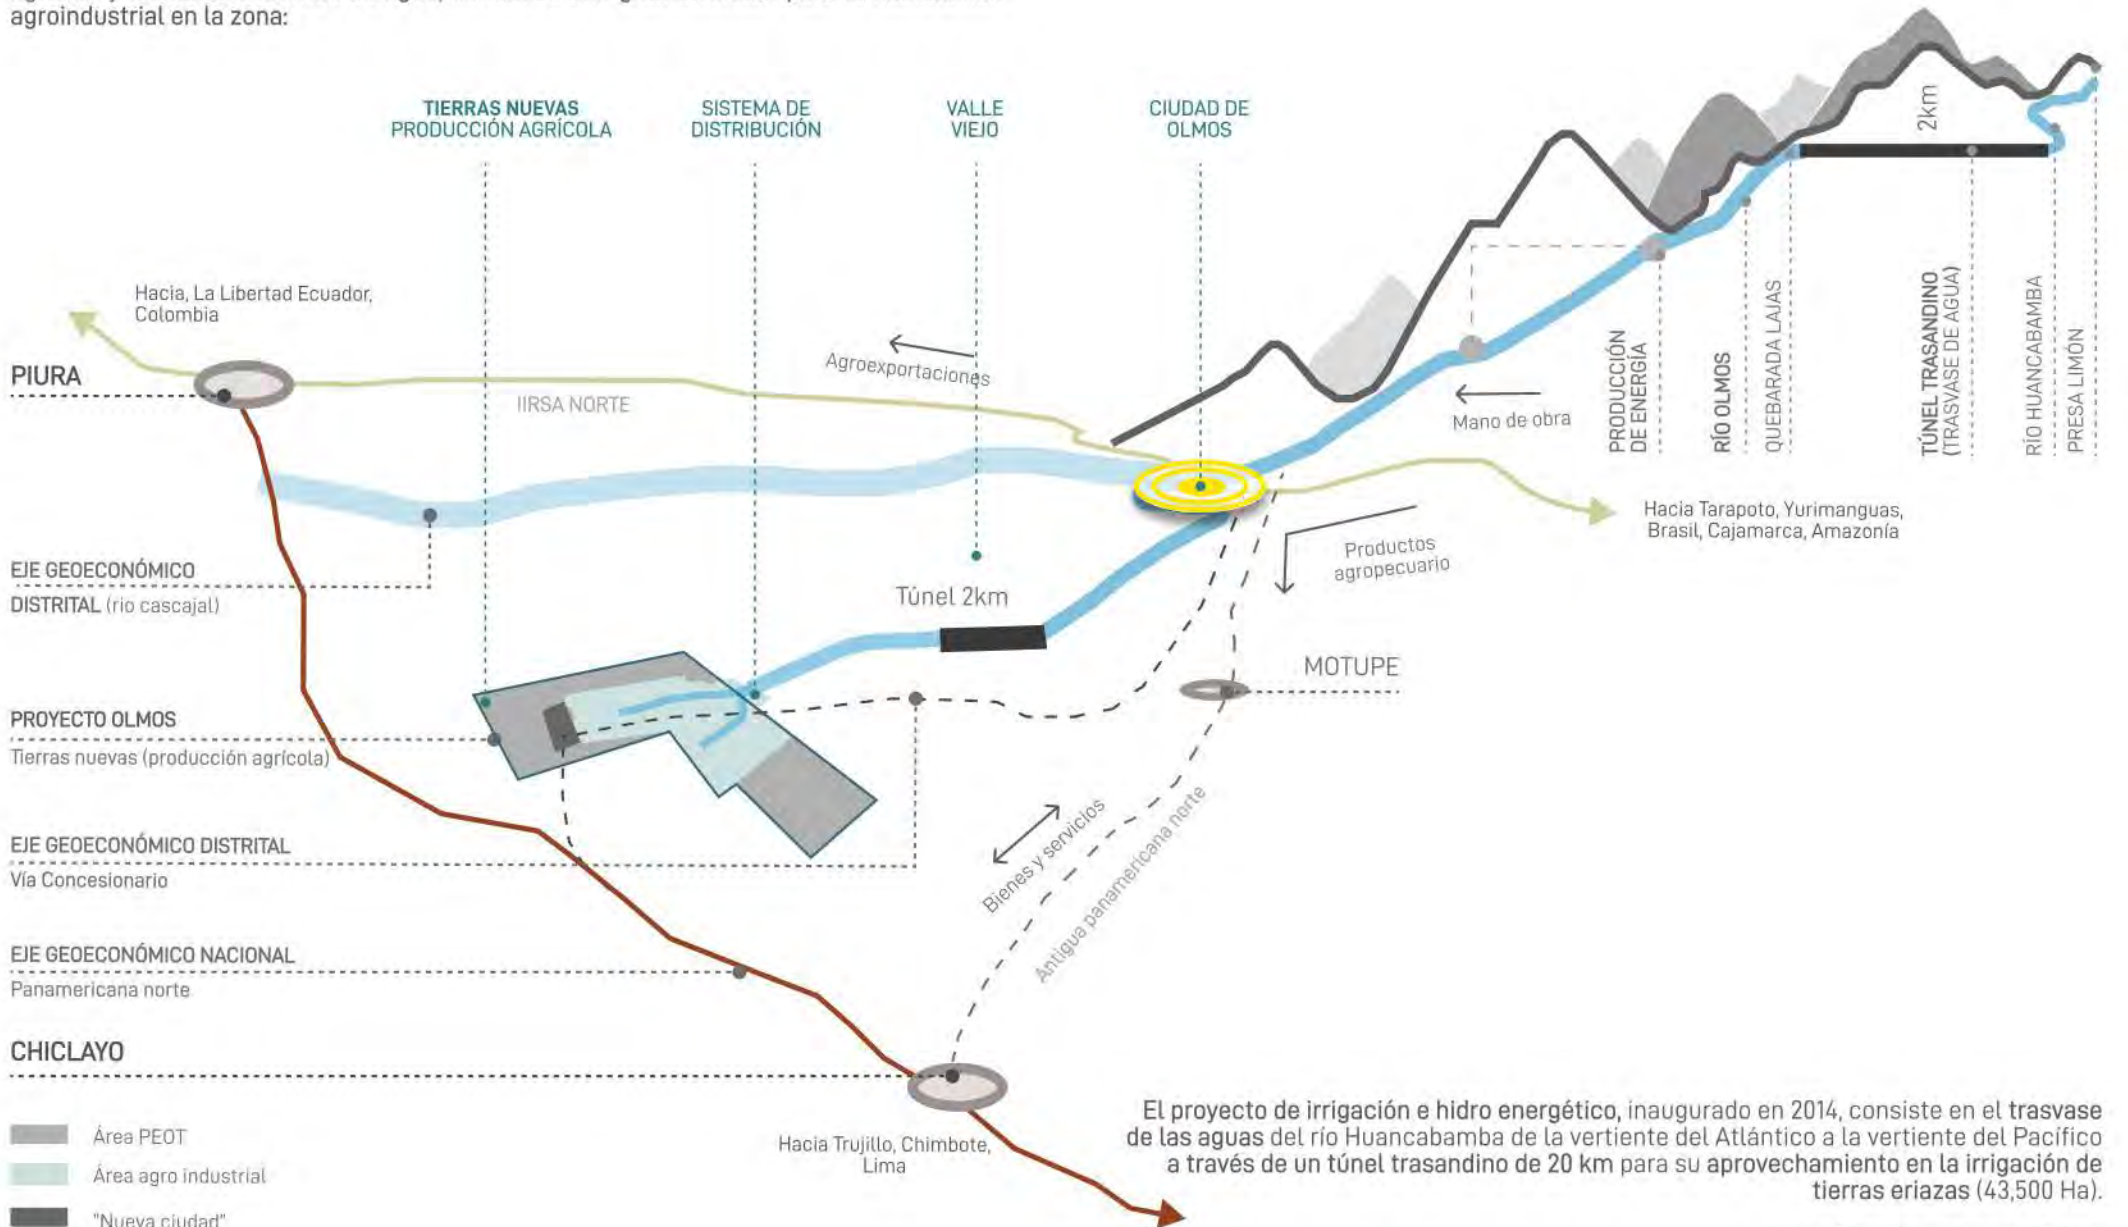 agroindustrial en la zona:
TIERRAS NUEVAS
PRODUCCIÓN AGRÍCOLA
SISTEMA DE
DISTRIBUCIÓN
VALLE
VIEJO
CIUDAD DE
OLMOS
2km
Hacia, La Libertad Ecuador,
Colombia
PIURA
IIRSA NORTE
Agroexportaciones
Mano de obra
PRODUCCIÓN
DE ENERGÍA
RÍO OLMOS
QUEBARADA LAJAS
TÚNEL TRASANDINO
(TRASVASE DE AGUA)
RÍO HUANCABAMBA
PRESA LIMÓN
Hacia Tarapoto, Yurimanguas,
Brasil, Cajamarca, Amazonía
Productos
agropecuario
EJE GEOECONÓMICO
DISTRITAL (rio cascajal)
Túnel 2km
MOTUPE
PROYECTO OLMOS
Tierras nuevas (producción agrícola)
EJE GEOECONÓMICO DISTRITAL
Vía Concesionario
Bienes y servicios
Antigua panamericana norte
EJE GEOECONÓMICO NACIONAL
Panamericana norte
CHICLAYO
Hacia Trujillo, Chimbote,
Lima
Área PEOT
Área agro industrial
"Nueva ciudad"
El proyecto de irrigación e hidro energético, inaugurado en 2014, consiste en el trasvase
de las aguas del río Huancabamba de la vertiente del Atlántico a la vertiente del Pacífico
a través de un túnel trasandino de 20 km para su aprovechamiento en la irrigación de
tierras eriazas (43,500 Ha).